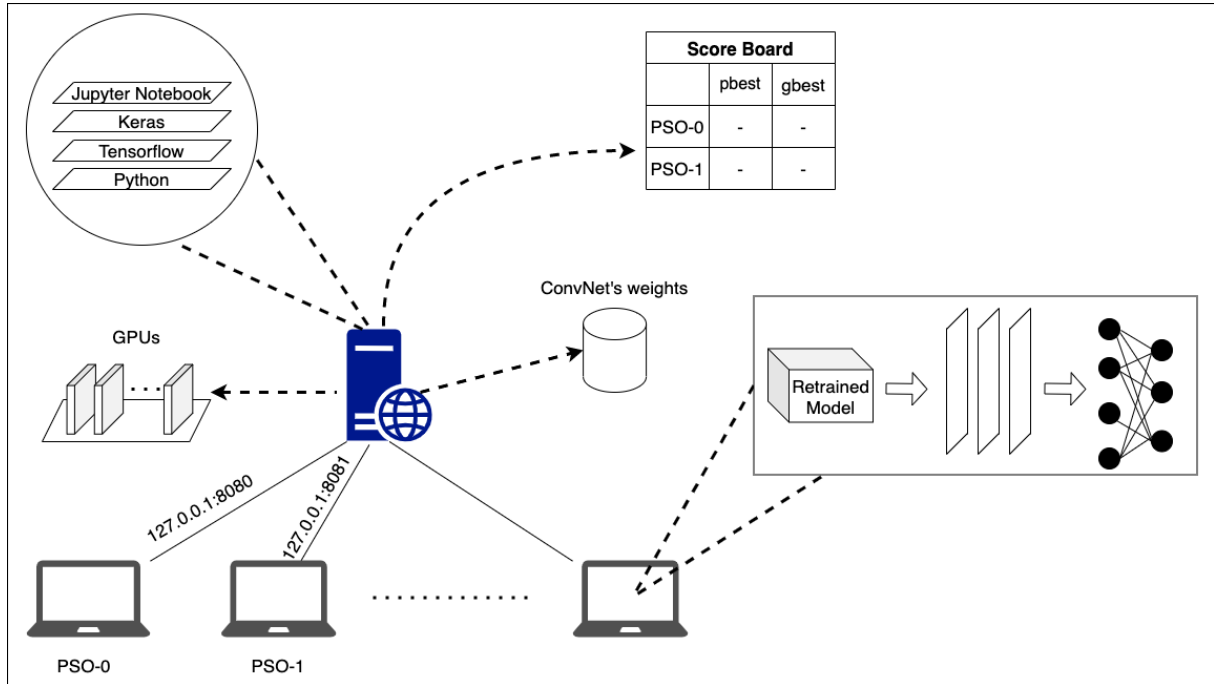 Score Board
pbest gbest
PSO-0 - -
PSO-1 - -
Jupyter Notebook
Keras
Tensorflow
Python
ConvNet's weights
GPUs
Retrained
Model
127.0.0.1:8080
127.0.0.1:8081
PSO-0
PSO-1